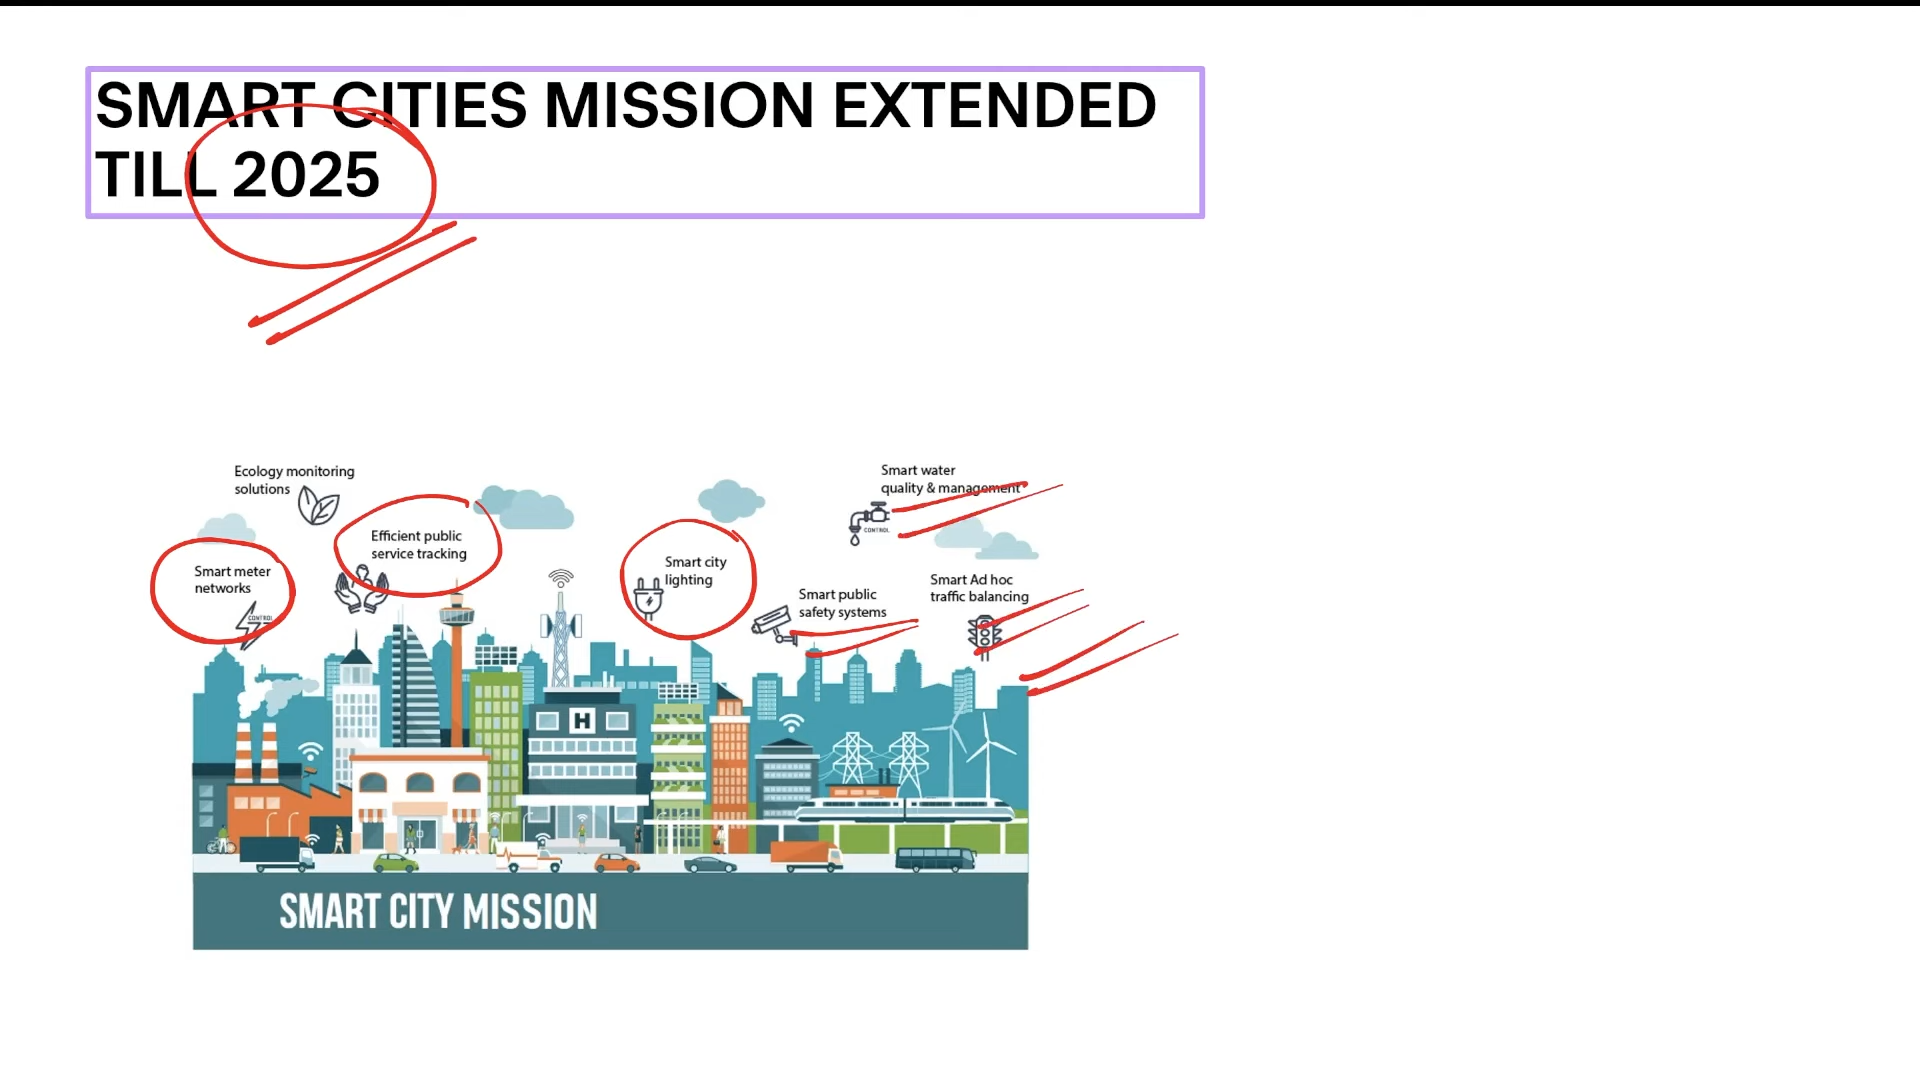 SMART CITIES MISSION EXTENDED
TILL 2025
Ecology monitoring
solutions
Smart water
quality & management
CONTROL
Efficient public
service tracking
Smart city
lighting
Smart meter
networks
CONTROL
Smart public
safety systems
Smart Ad hoc
traffic balancing
H
SMART CITY MISSION